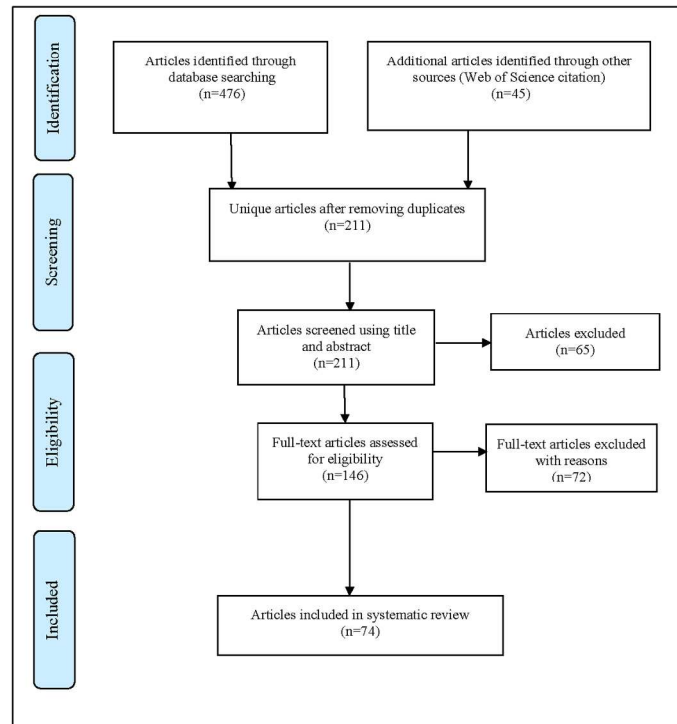 Identification
Articles identified through
database searching
(n=476)
Additional articles identified through other
sources (Web of Science citation)
(n=45)
Screening
Unique articles after removing duplicates
(n=211)
Articles screened using title
and abstract
(n=211)
Articles excluded
(n=65)
Eligibility
Full-text articles assessed
for eligibility
(n=146)
Full-text articles excluded
with reasons
(n=72)
Included
Articles included in systematic review
(n=74)